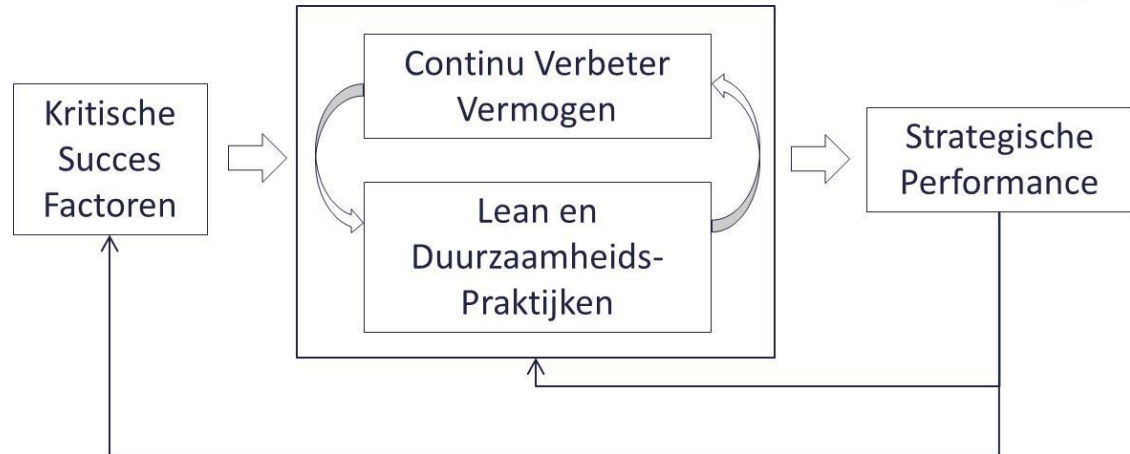 Kritische
Succes
Factoren
Continu Verbeter
Vermogen
Lean en
Duurzaamheids-
Praktijken
Strategische
Performance